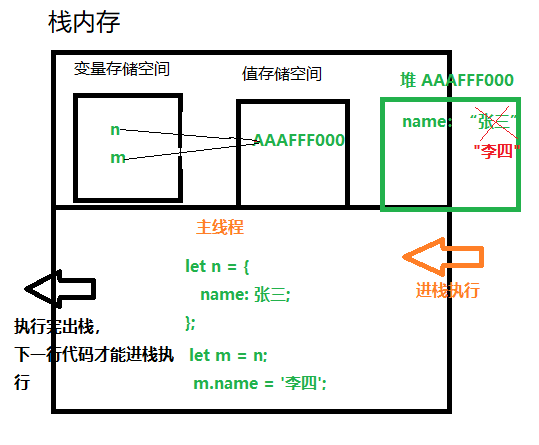 栈内存
变量存储空间
值存储空间
堆 AAAFFF000
n
m
AAAFFF000
name: “张三“
"李四"
主线程
let n = {
name: 张三;
};
let m = n;
m.name = '李四';
进栈执行
执行完出栈，
下一行代码才能进栈执
行